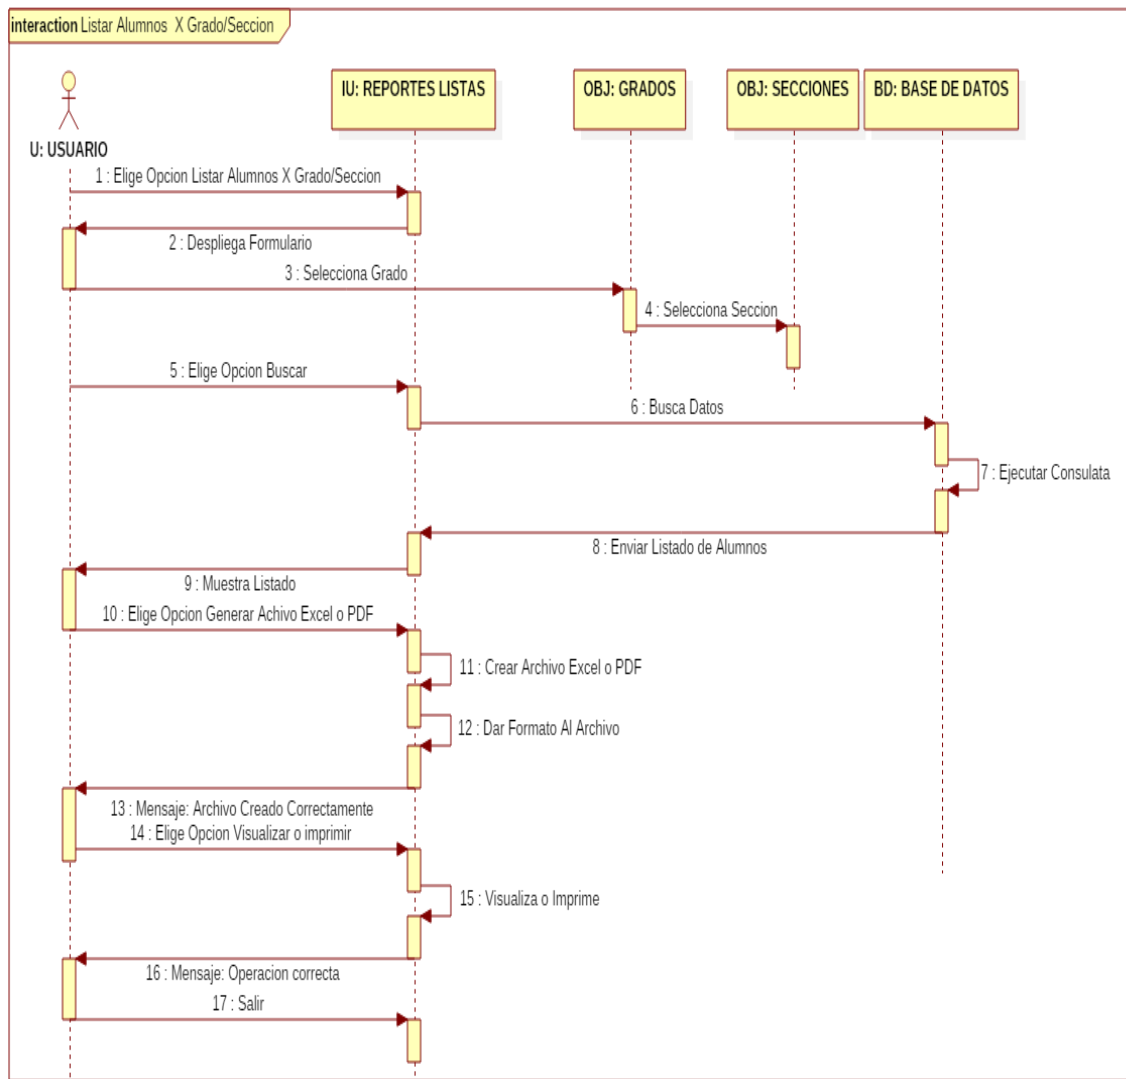 interaction Listar Alumnos X Grado/Seccion
IU: REPORTES LISTAS
OBJ: GRADOS
OBJ: SECCIONES
BD: BASE DE DATOS
U: USUARIO
1 : Elige Opcion Listar Alumnos X Grado/Seccion
2 : Despliega Formulario
3 : Selecciona Grado
4 : Selecciona Seccion
5 : Elige Opcion Buscar
6 : Busca Datos
7 : Ejecutar Consulata
8 : Enviar Listado de Alumnos
9 : Muestra Listado
10 : Elige Opcion Generar Achivo Excel o PDF
11 : Crear Archivo Excel o PDF
12 : Dar Formato Al Archivo
13 : Mensaje: Archivo Creado Correctamente
14 : Elige Opcion Visualizar o imprimir
15 : Visualiza o Imprime
16 : Mensaje: Operacion correcta
17 : Salir